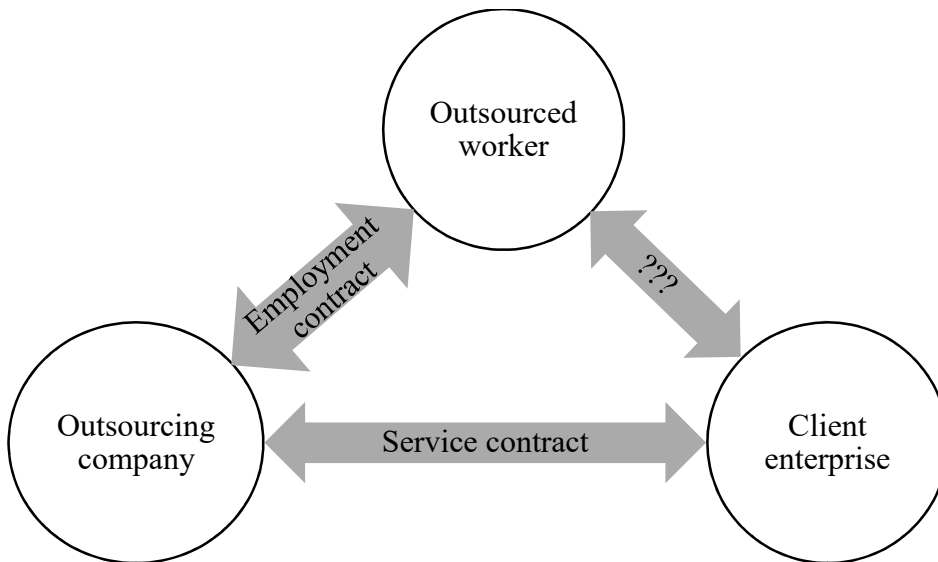 Outsourced
worker
Employment
contract
???
Outsourcing
company
Service contract
Client
enterprise